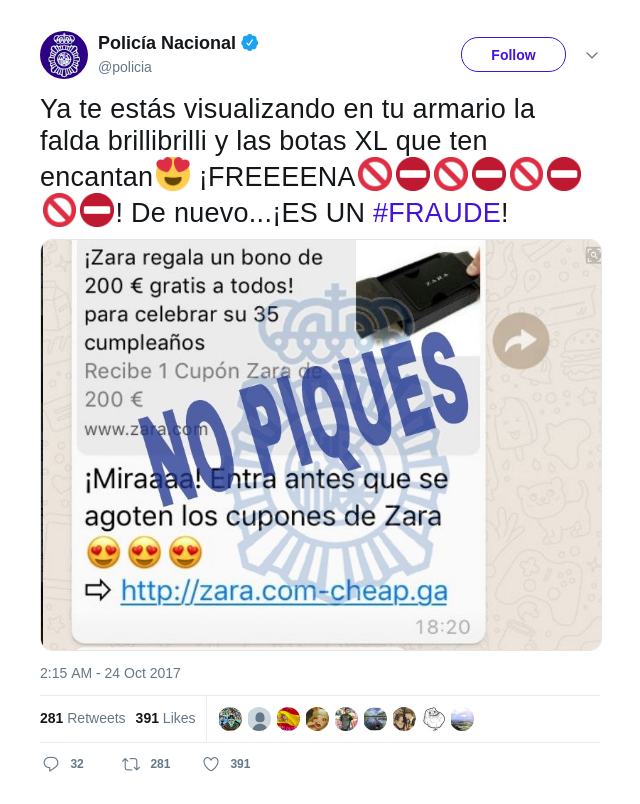 Policía Nacional
@policia
Follow
Ya te estás visualizando en tu armario la
falda brillibrilli y las botas XL que ten
encantan😍 ¡FREEEENA🚫⛔🚫⛔🚫⛔
🚫⛔! De nuevo...¡ES UN #FRAUDE!
¡Zara regala un bono de
200 € gratis a todos!
para celebrar su 35
cumpleaños
Recibe 1 Cupón Zara de
200 €
www.zara.com
ZARA
NO PIQUES
¡Miraaaa! Entra antes que se
agoten los cupones de Zara
😍 😍 😍
⇨ http://zara.com-cheap.ga
18:20
2:15 AM - 24 Oct 2017
281 Retweets 391 Likes
32 281 391